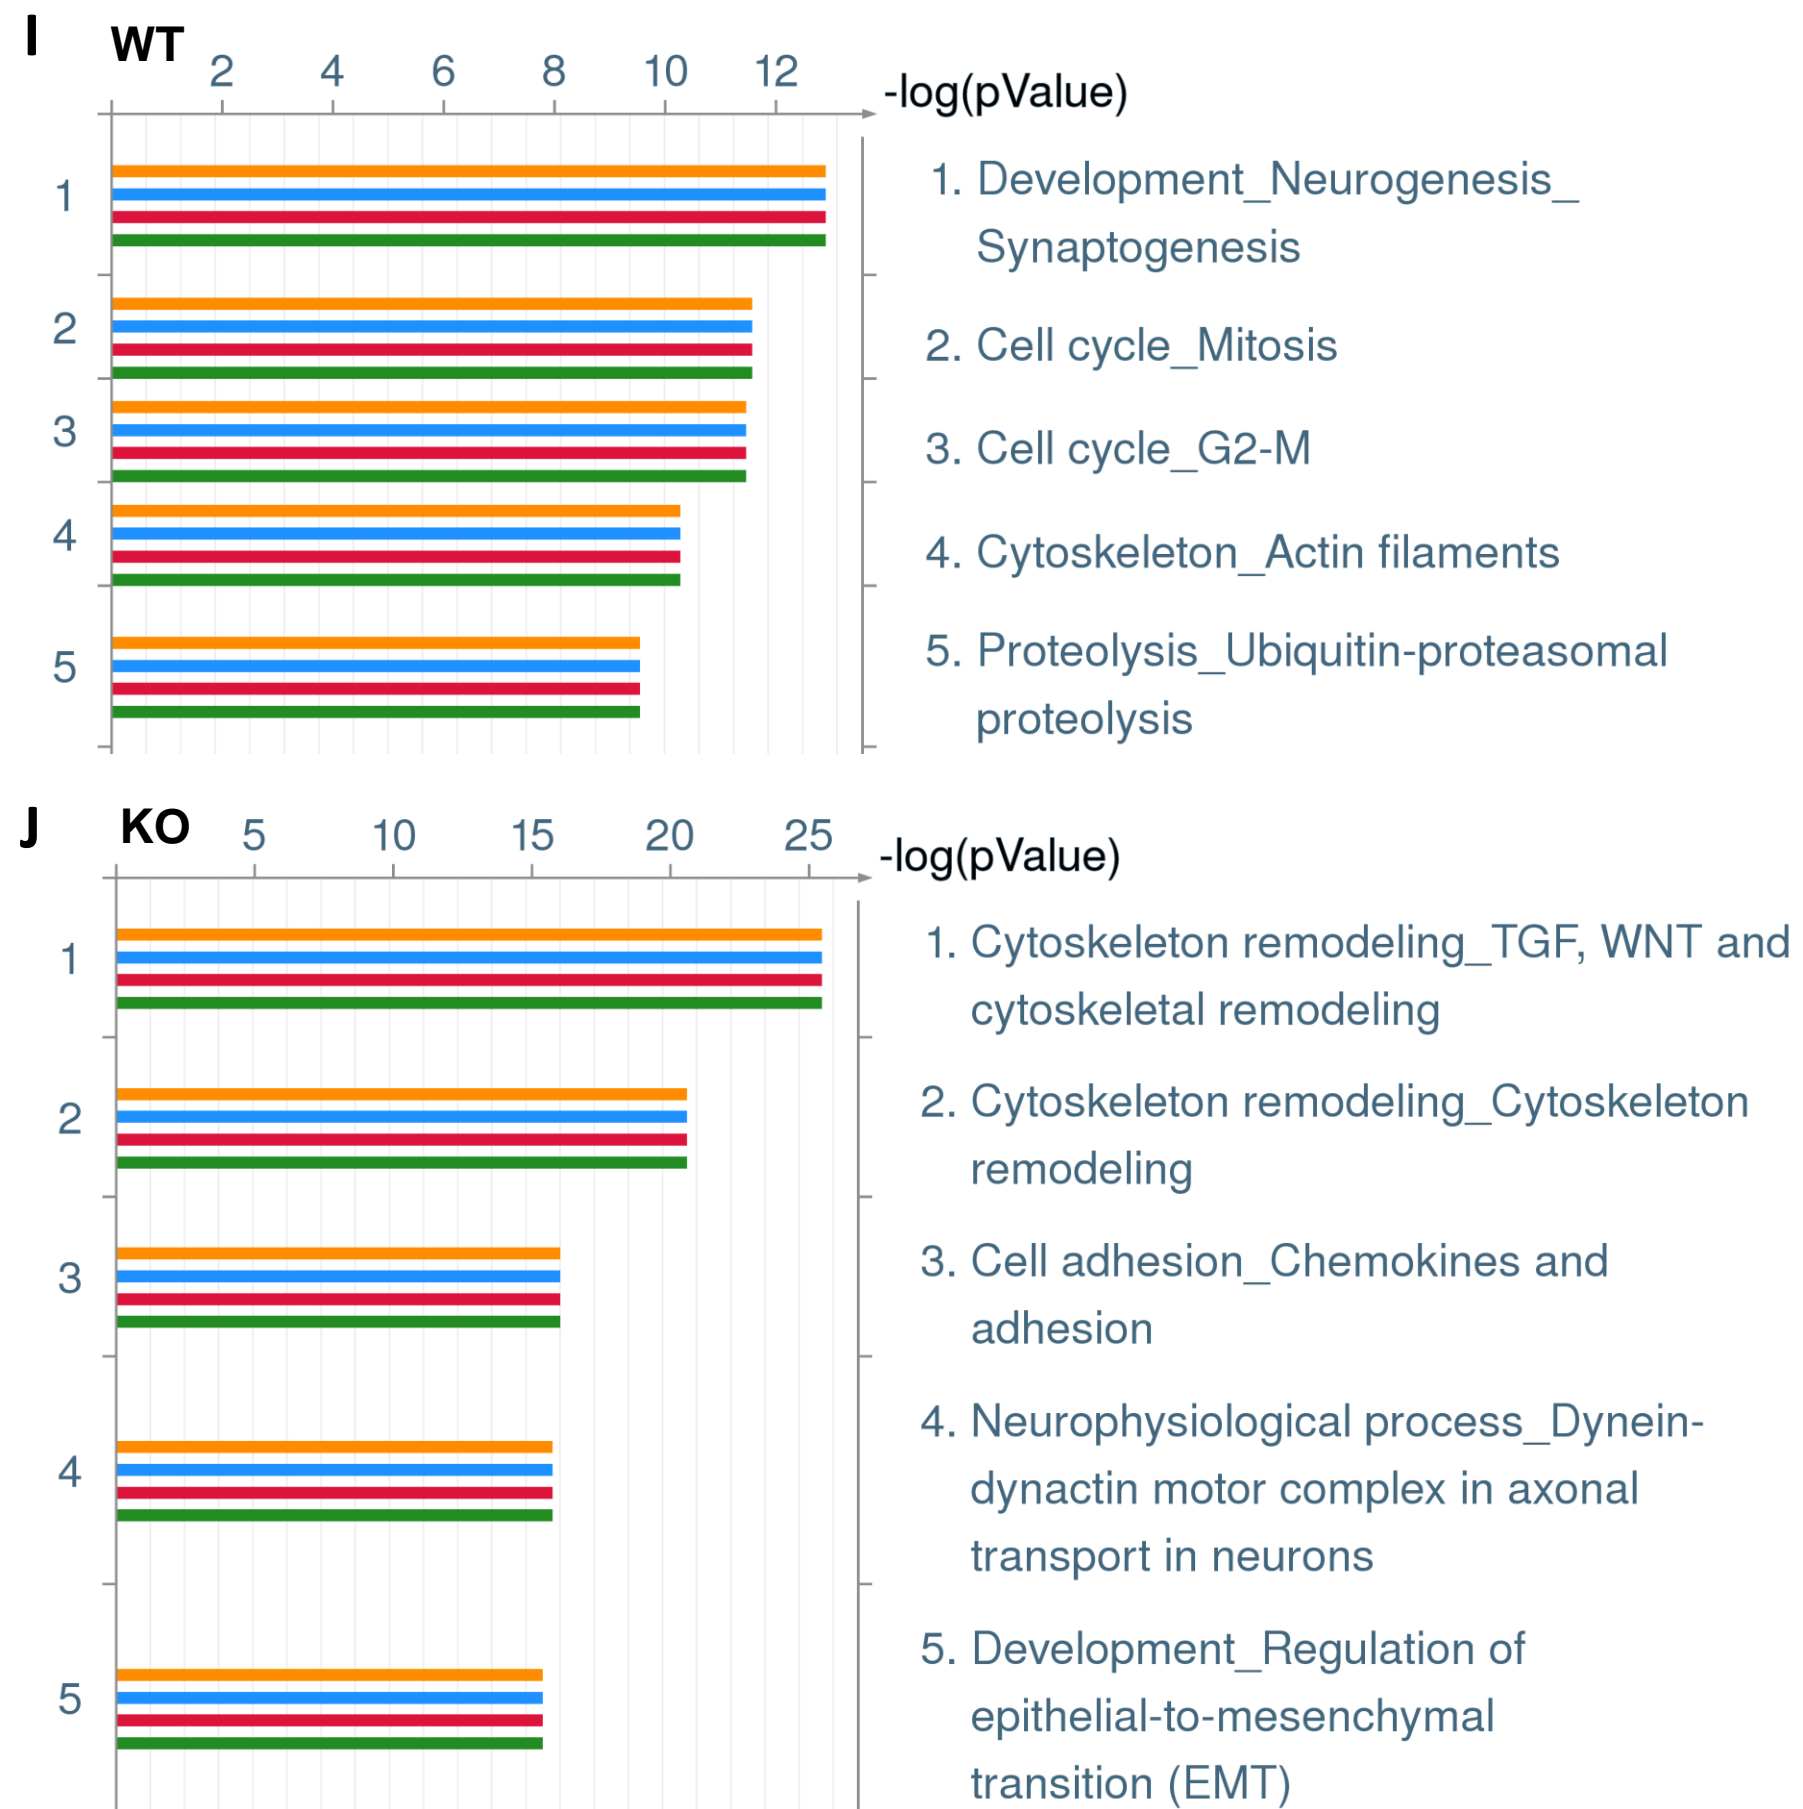 I
WT
2 4 6 8 10 12
-log(pValue)
1
2
3
4
5
1. Development_Neurogenesis_
Synaptogenesis
2. Cell cycle_Mitosis
3. Cell cycle_G2-M
4. Cytoskeleton_Actin filaments
5. Proteolysis_Ubiquitin-proteasomal
proteolysis
J
KO
5 10 15 20 25
-log(pValue)
1
2
3
4
5
1. Cytoskeleton remodeling_TGF, WNT and
cytoskeletal remodeling
2. Cytoskeleton remodeling_Cytoskeleton
remodeling
3. Cell adhesion_Chemokines and
adhesion
4. Neurophysiological process_Dynein-
dynactin motor complex in axonal
transport in neurons
5. Development_Regulation of
epithelial-to-mesenchymal
transition (EMT)